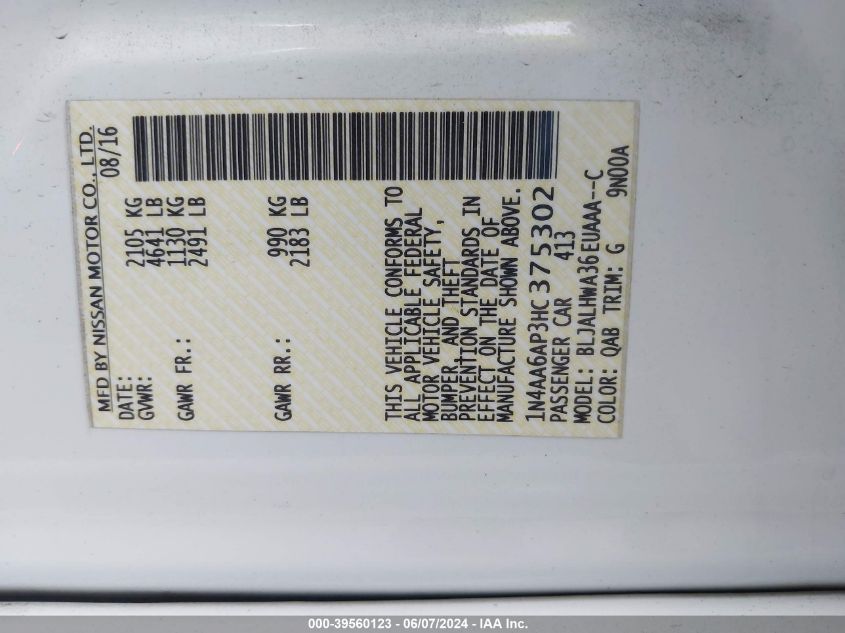 MFD BY NISSAN MOTOR CO., LTD.
DATE: 08/16
GVWR: 2105 KG
4641 LB
GAWR FR.: 1130 KG
2491 LB
GAWR RR.: 990 KG
2183 LB
THIS VEHICLE CONFORMS TO
ALL APPLICABLE FEDERAL
MOTOR VEHICLE SAFETY,
BUMPER, AND THEFT
PREVENTION STANDARDS IN
EFFECT ON THE DATE OF
MANUFACTURE SHOWN ABOVE.
1N4AA6AP3HC375302
PASSENGER CAR 413
MODEL: BLJALHWA36EUAAA--C
COLOR: QAB TRIM: G 9N00A
000-39560123 - 06/07/2024 - IAA Inc.